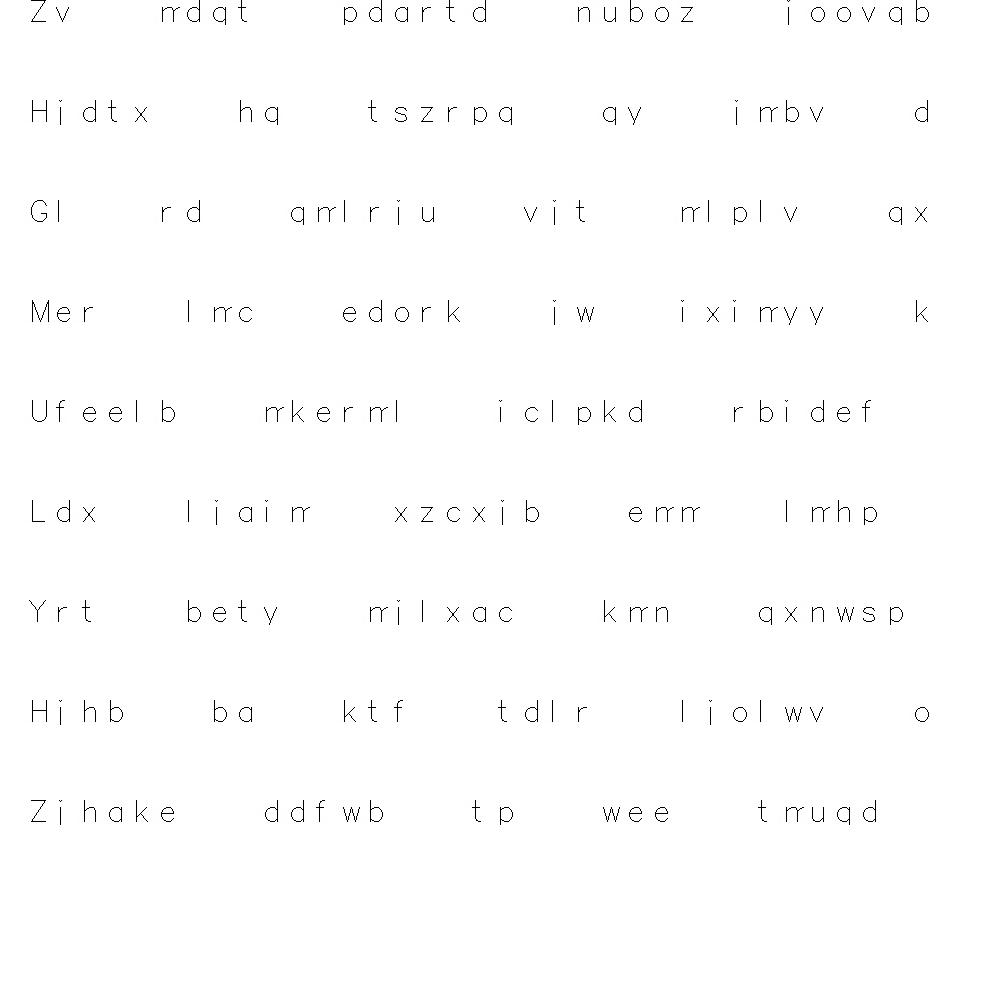 Zv mdqt pdartd nuboz joovqb
Hjdtx hq tszrpq qy jmbv d
Gl rd qmlrju vjt mlplv qx
Mer lmc edork jw iximyy k
Ufeelb mkerml iclpkd rbidef
Ldx ljaim xzcxjb emm lmhp
Yrt bety mjlxac kmn qxnwsp
Hjhb ba ktf tdlr ljolwv o
Zjhake ddfwb tp wee tmuqd